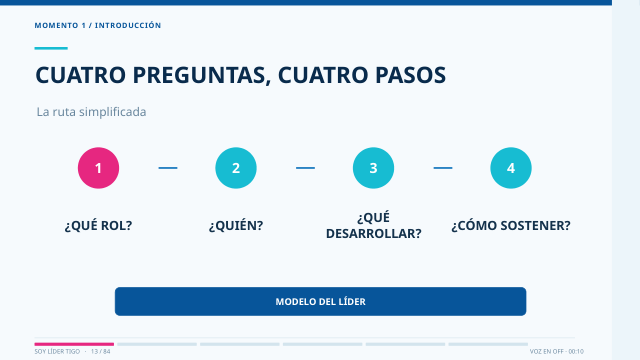 MOMENTO 1 / INTRODUCCIÓN
CUATRO PREGUNTAS, CUATRO PASOS
La ruta simplificada
1
2
3
4
¿QUÉ ROL?
¿QUIÉN?
¿QUÉ
DESARROLLAR?
¿CÓMO SOSTENER?
MODELO DEL LÍDER
SOY LÍDER TIGO · 13 / 84
VOZ EN OFF · 00:10